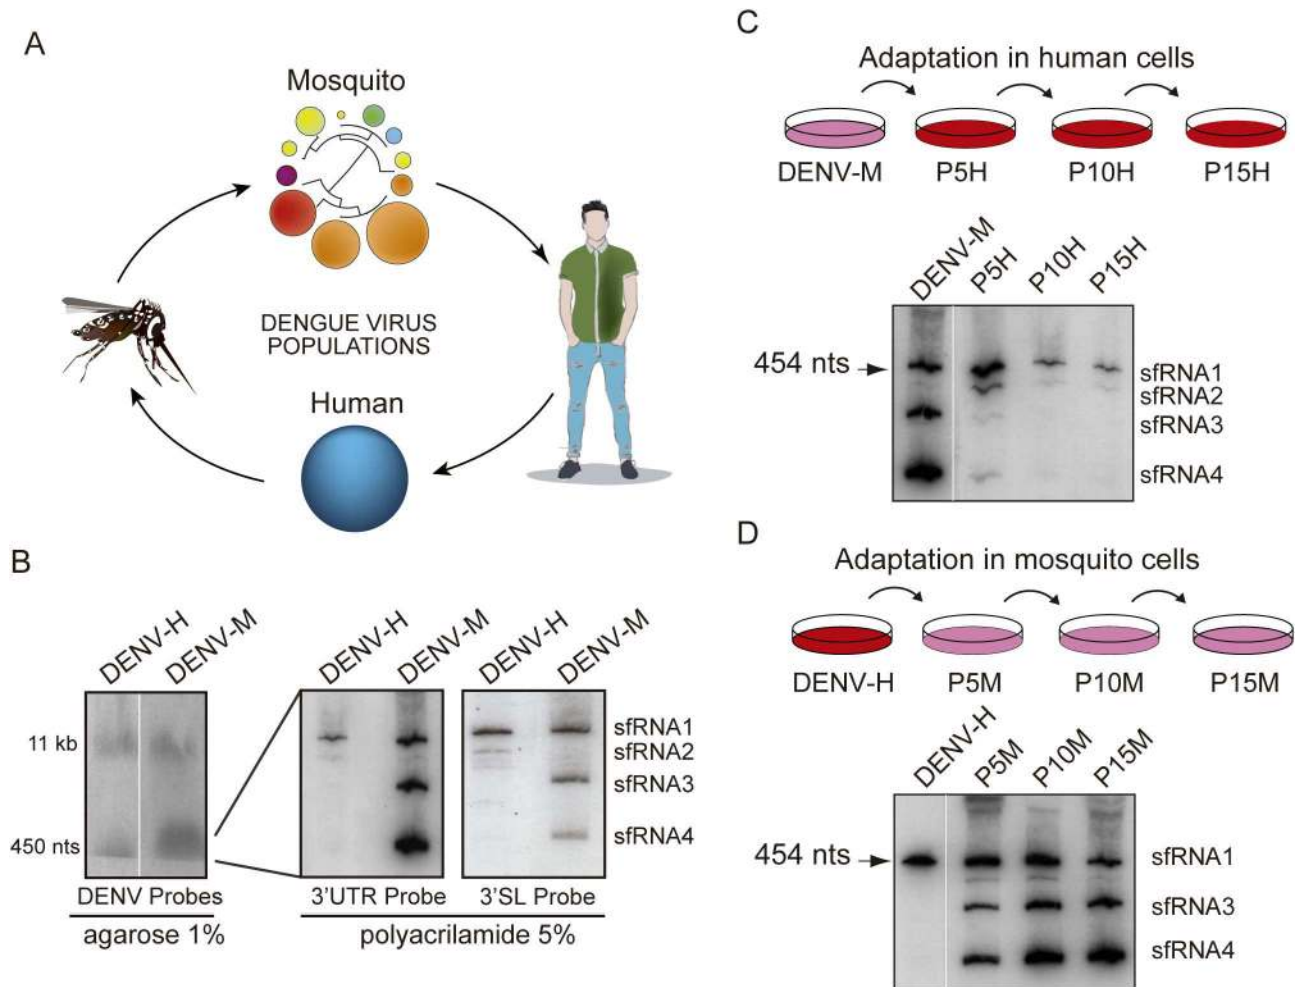 A
Mosquito
DENGUE VIRUS
POPULATIONS
Human
B
DENV-H
DENV-M
DENV-H
DENV-M
DENV-H
DENV-M
11 kb
450 nts
sfRNA1
sfRNA2
sfRNA3
sfRNA4
DENV Probes
3'UTR Probe
3'SL Probe
agarose 1%
polyacrilamide 5%
C
Adaptation in human cells
DENV-M
P5H
P10H
P15H
DENV-M
P5H
P10H
P15H
454 nts
sfRNA1
sfRNA2
sfRNA3
sfRNA4
D
Adaptation in mosquito cells
DENV-H
P5M
P10M
P15M
DENV-H
P5M
P10M
P15M
454 nts
sfRNA1
sfRNA3
sfRNA4